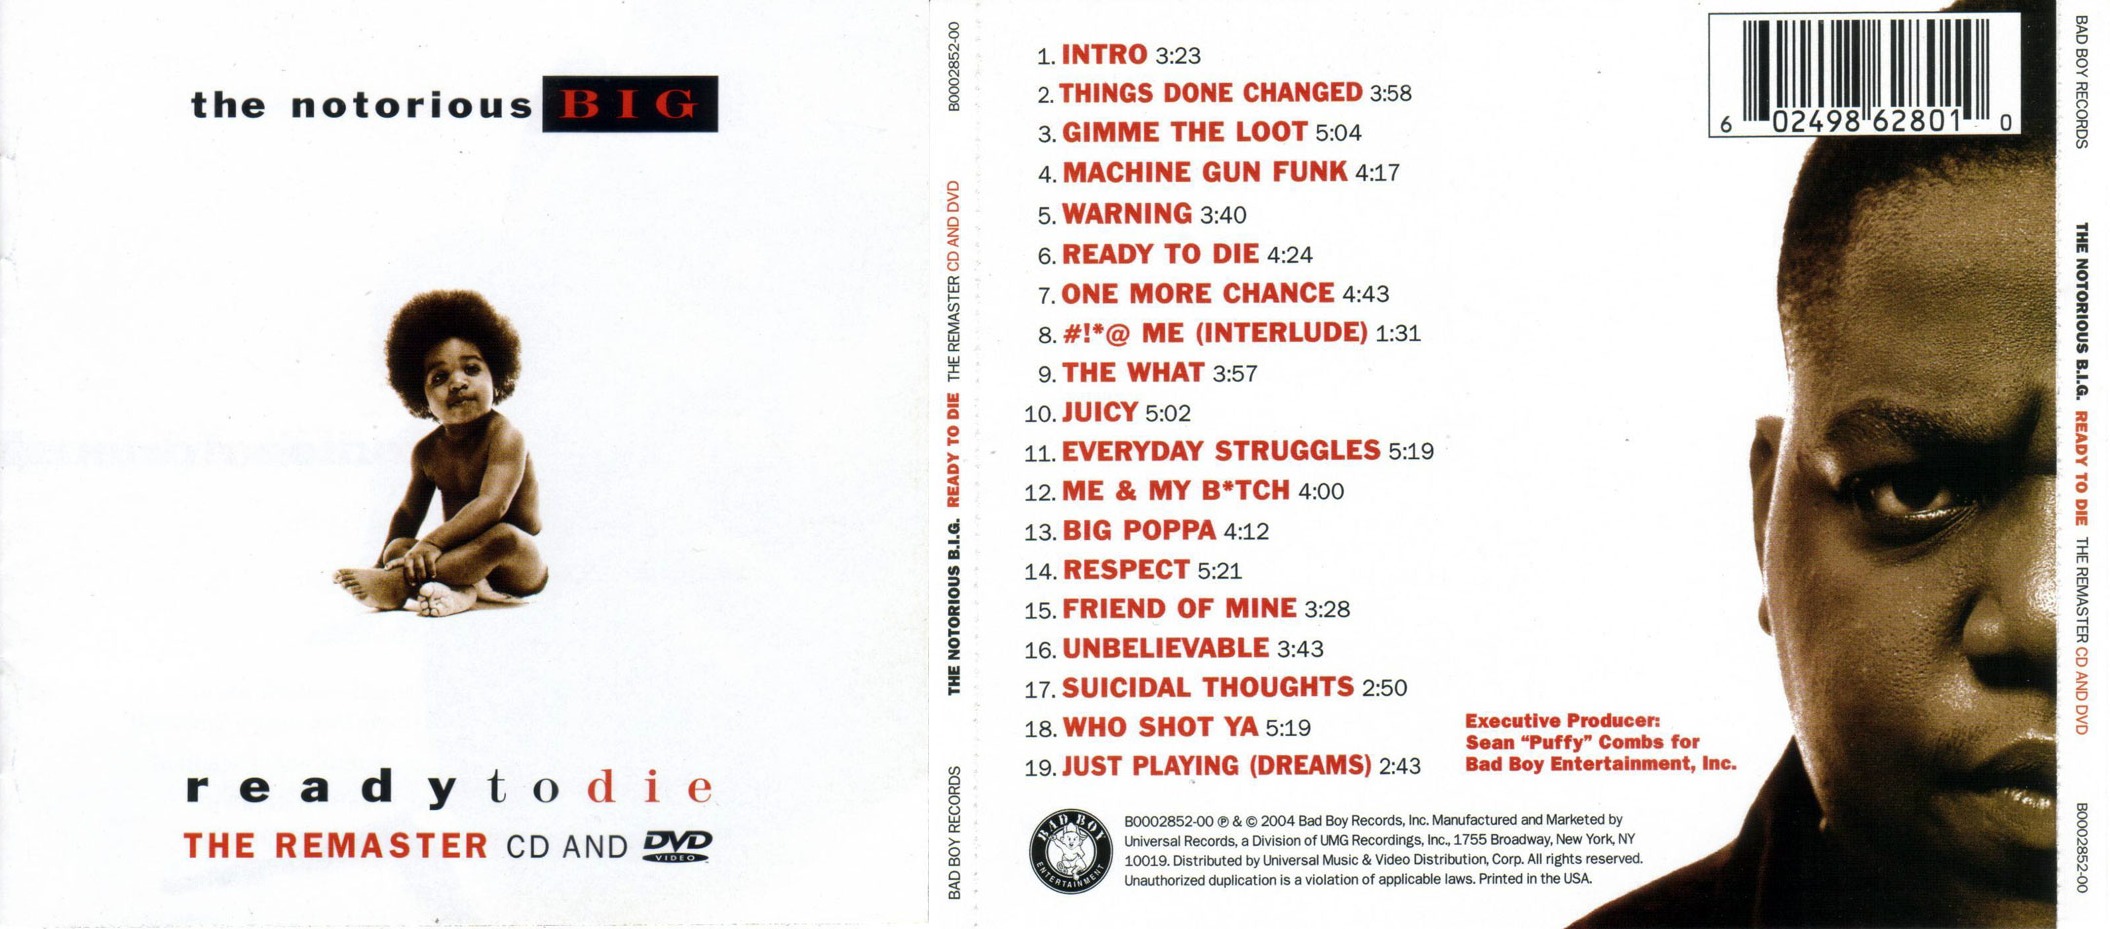 the notorious BIG
readytodie
THE REMASTER CD AND DVD
VIDEO
B0002852-00
THE NOTORIOUS B.I.G. READY TO DIE THE REMASTER CD AND DVD
BAD BOY RECORDS
1. INTRO 3:23
2. THINGS DONE CHANGED 3:58
3. GIMME THE LOOT 5:04
4. MACHINE GUN FUNK 4:17
5. WARNING 3:40
6. READY TO DIE 4:24
7. ONE MORE CHANCE 4:43
8. #!*@ ME (INTERLUDE) 1:31
9. THE WHAT 3:57
10. JUICY 5:02
11. EVERYDAY STRUGGLES 5:19
12. ME & MY B*TCH 4:00
13. BIG POPPA 4:12
14. RESPECT 5:21
15. FRIEND OF MINE 3:28
16. UNBELIEVABLE 3:43
17. SUICIDAL THOUGHTS 2:50
18. WHO SHOT YA 5:19
19. JUST PLAYING (DREAMS) 2:43
Executive Producer:
Sean “Puffy” Combs for
Bad Boy Entertainment, Inc.
BAD BOY
ENTERTAINMENT
B0002852-00 ℗ & © 2004 Bad Boy Records, Inc. Manufactured and Marketed by
Universal Records, a Division of UMG Recordings, Inc., 1755 Broadway, New York, NY
10019. Distributed by Universal Music & Video Distribution, Corp. All rights reserved.
Unauthorized duplication is a violation of applicable laws. Printed in the USA.
6 02498 62801 0
BAD BOY RECORDS
THE NOTORIOUS B.I.G. READY TO DIE THE REMASTER CD AND DVD
B0002852-00